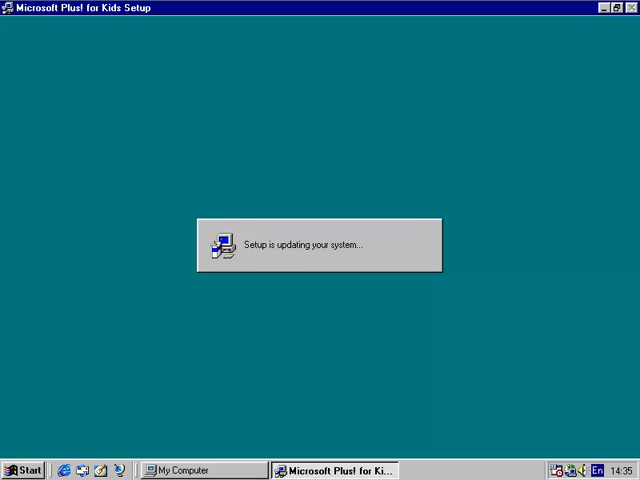 Microsoft Plus! for Kids Setup
Setup is updating your system...
Start
My Computer
Microsoft Plus! for Ki...
En
14:35